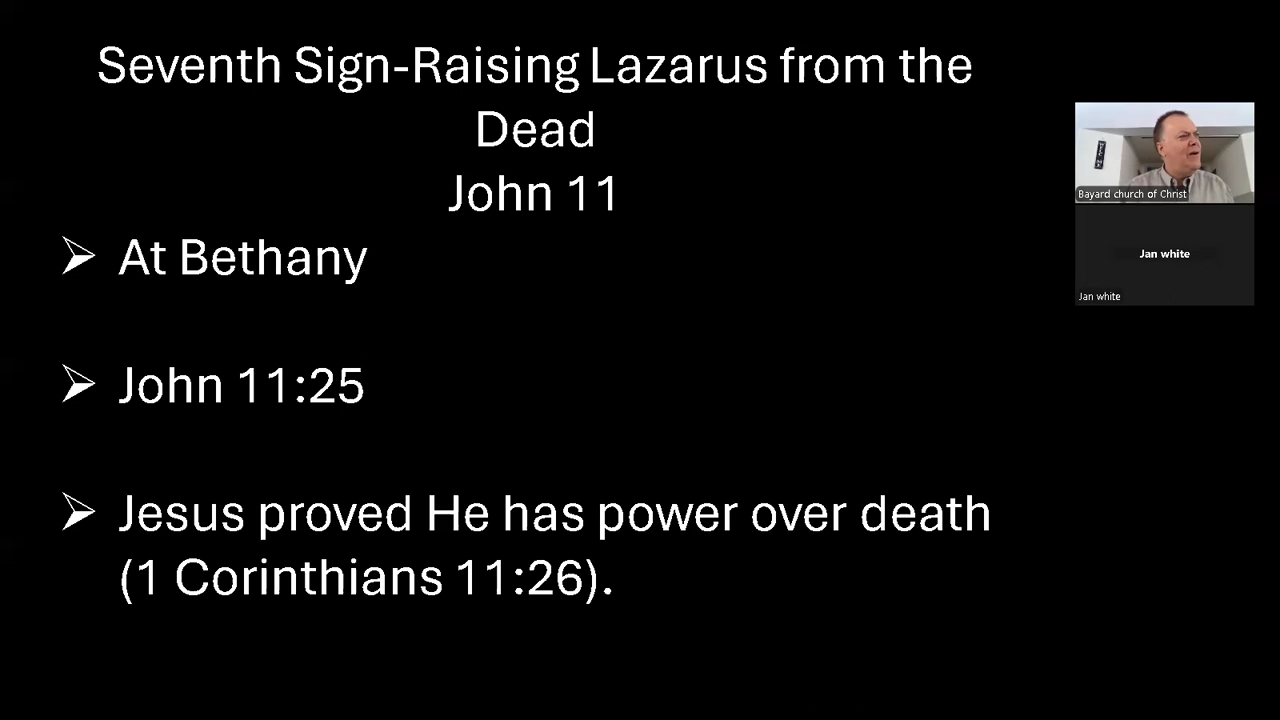 Seventh Sign-Raising Lazarus from the
Dead
John 11
➢ At Bethany
➢ John 11:25
➢ Jesus proved He has power over death
(1 Corinthians 11:26).
Bayard church of Christ
Jan white
Jan white